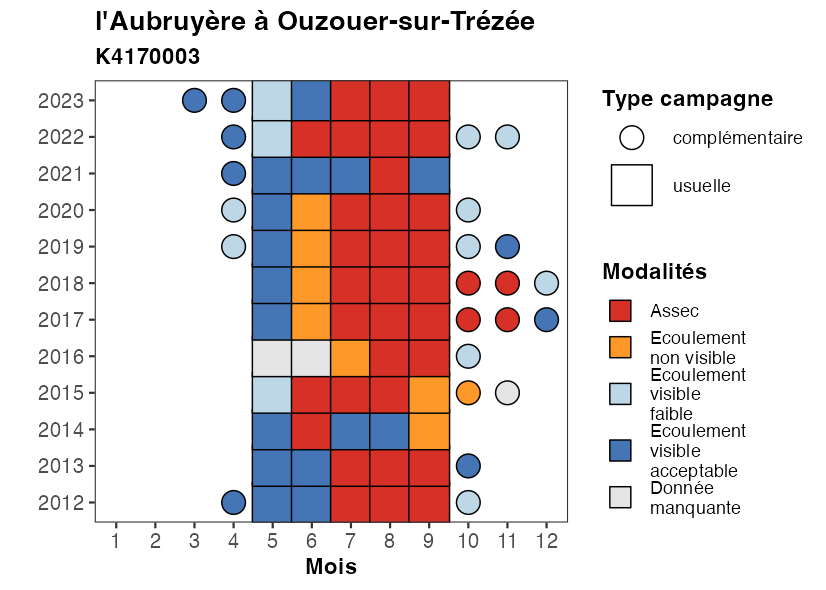 l'Aubruyère à Ouzouer-sur-Trézée
K4170003
2023
2022
2021
2020
2019
2018
2017
2016
2015
2014
2013
2012
1 2 3 4 5 6 7 8 9 10 11 12
Mois
Type campagne
complémentaire
usuelle
Modalités
Assec
Ecoulement
non visible
Ecoulement
visible
faible
Ecoulement
visible
acceptable
Donnée
manquante